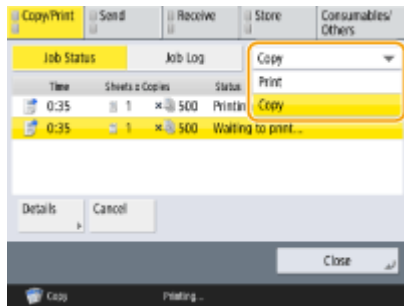 Copy/Print Send Receive Store Consumables/
Others
Job Status Job Log Copy
Time Sheets x Copies Status Print
0:35 1 × 500 Printin Copy
0:35 1 × 500 Waiting to print...
Details Cancel
Close
Copy Printing...